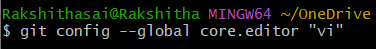 Rakshithasai@Rakshitha MINGW64 ~/OneDrive
$ git config --global core.editor "vi"